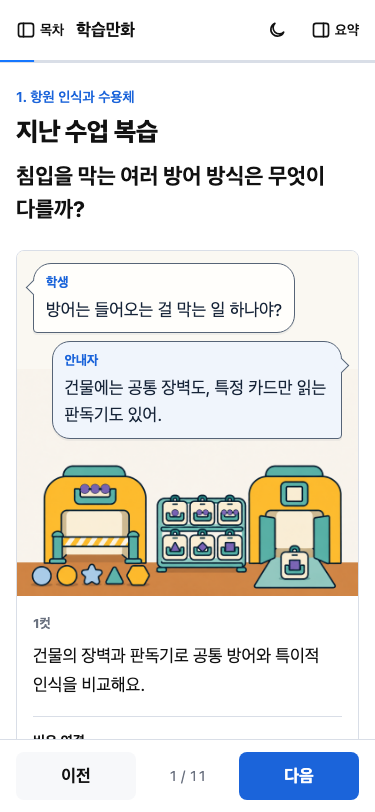 목차 학습만화 요약
1. 항원 인식과 수용체
지난 수업 복습
침입을 막는 여러 방어 방식은 무엇이
다를까?
학생
방어는 들어오는 걸 막는 일 하나야?
안내자
건물에는 공통 장벽도, 특정 카드만 읽는
판독기도 있어.
1컷
건물의 장벽과 판독기로 공통 방어와 특이적
인식을 비교해요.
이전 1 / 11 다음